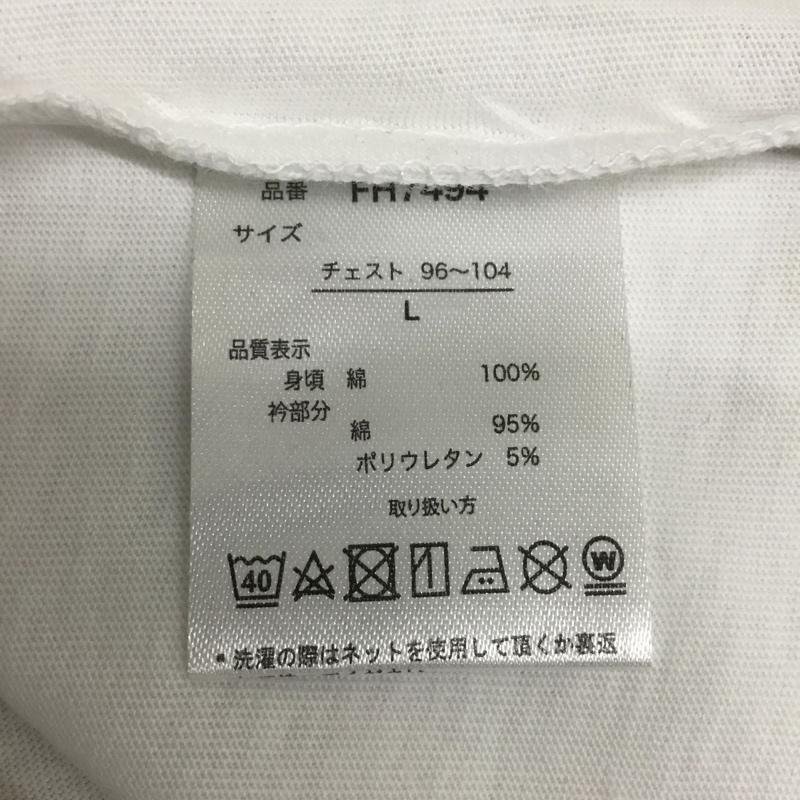 品番 FH7494
サイズ
チェスト 96〜104
L
品質表示
身頃 綿 100%
衿部分
綿 95%
ポリウレタン 5%
取り扱い方
40
W
* 洗濯の際はネットを使用して頂くか裏返